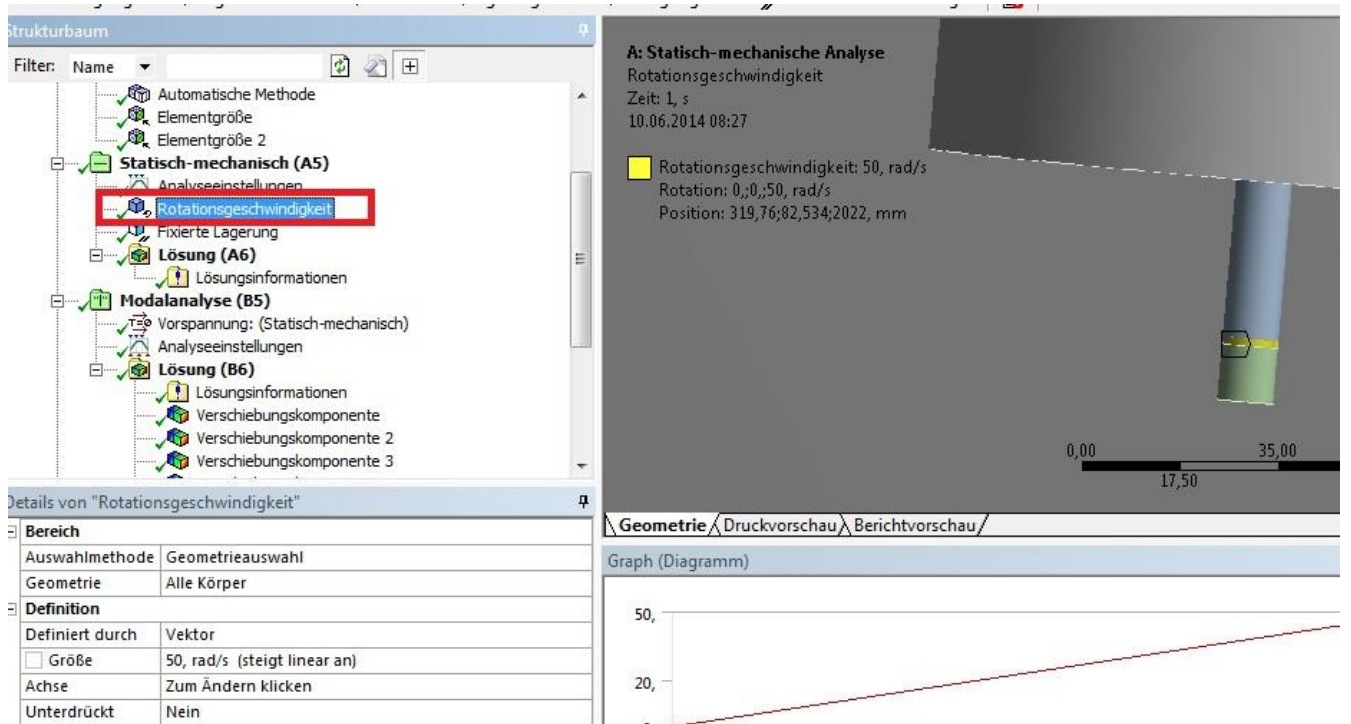 Strukturbaum
Filter: Name
Automatische Methode
Elementgröße
Elementgröße 2
Statisch-mechanisch (A5)
Analyseeinstellungen
Rotationsgeschwindigkeit
Fixierte Lagerung
Lösung (A6)
Lösungsinformationen
Modalanalyse (B5)
Vorspannung: (Statisch-mechanisch)
Analyseeinstellungen
Lösung (B6)
Lösungsinformationen
Verschiebungskomponente
Verschiebungskomponente 2
Verschiebungskomponente 3
Details von "Rotationsgeschwindigkeit"
Bereich
Auswahlmethode Geometrieauswahl
Geometrie Alle Körper
Definition
Definiert durch Vektor
Größe 50, rad/s (steigt linear an)
Achse Zum Ändern klicken
Unterdrückt Nein
A: Statisch-mechanische Analyse
Rotationsgeschwindigkeit
Zeit: 1, s
10.06.2014 08:27
Rotationsgeschwindigkeit: 50, rad/s
Rotation: 0,;0,;50, rad/s
Position: 319,76;82,534;2022, mm
0,00 35,00
17,50
Geometrie Druckvorschau Berichtvorschau
Graph (Diagramm)
50,
20,